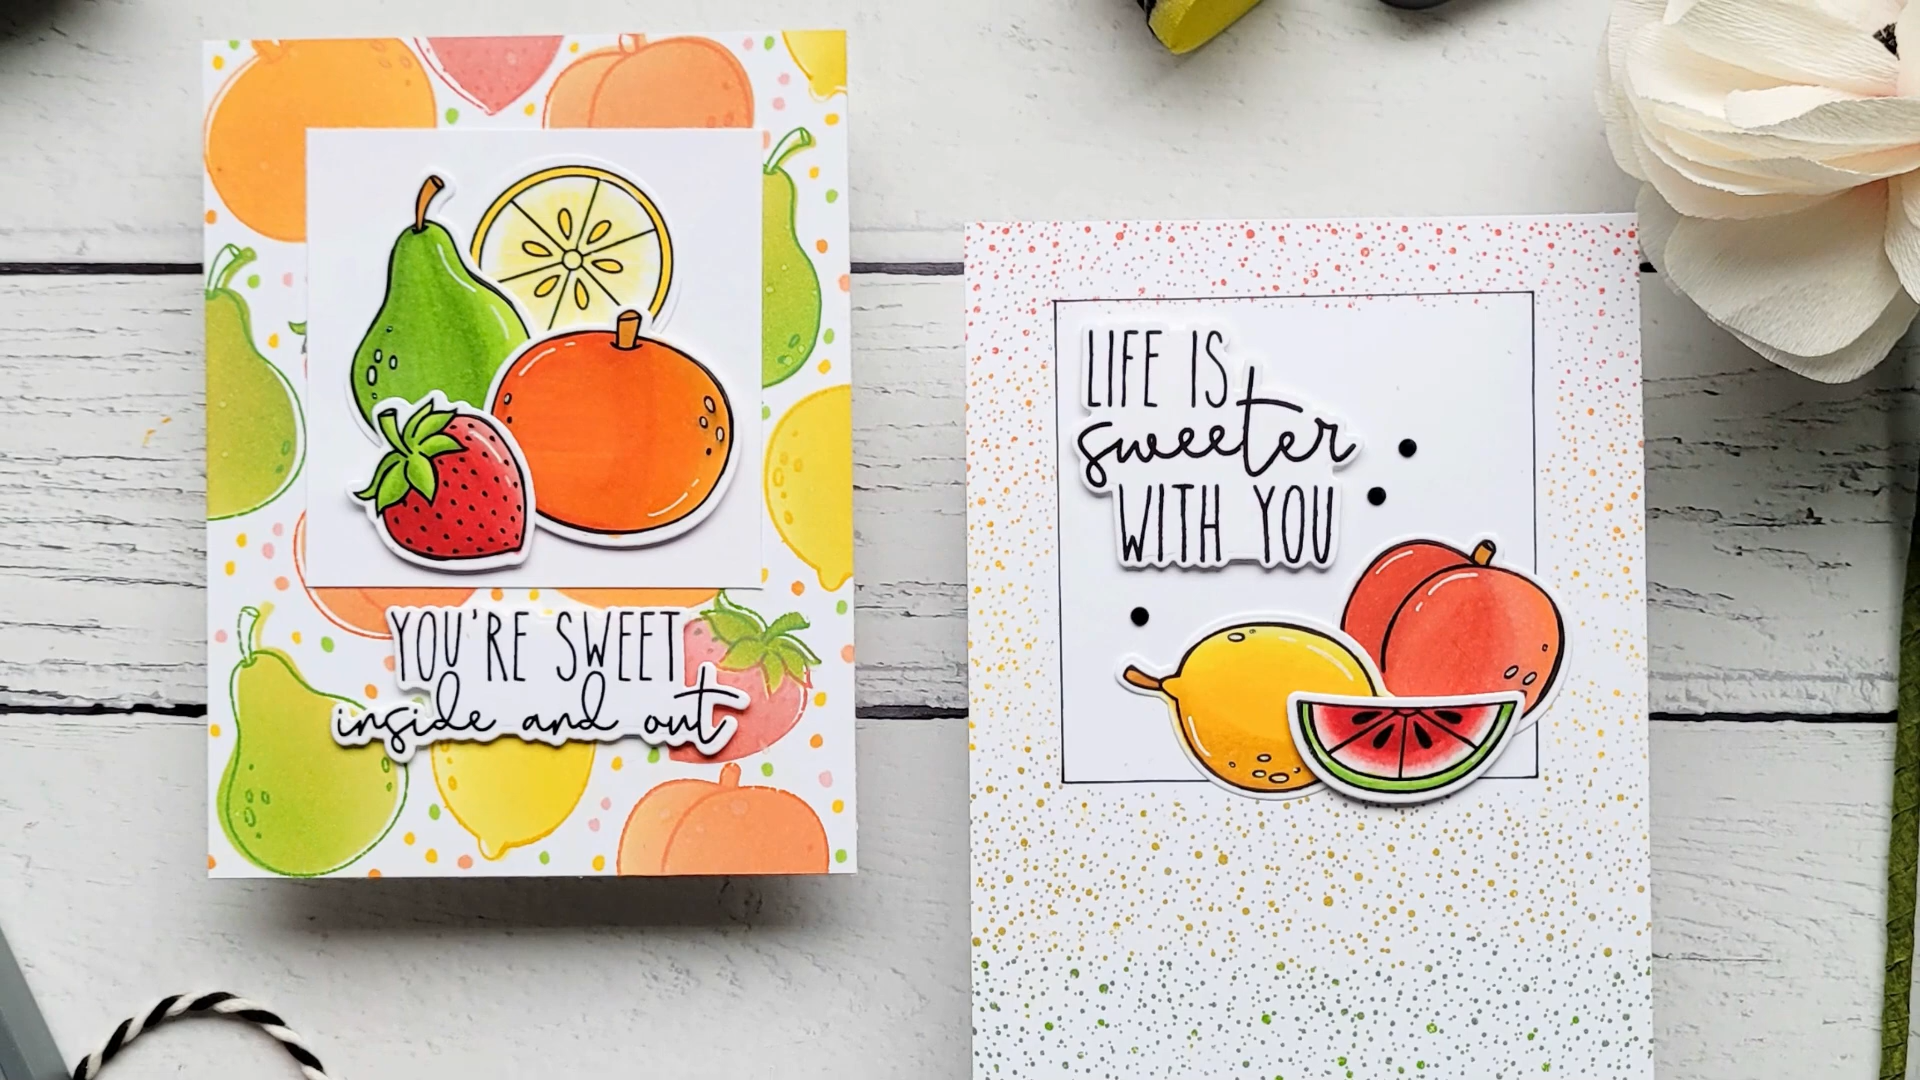 YOU'RE SWEET
inside and out
LIFE IS
sweeter
WITH YOU